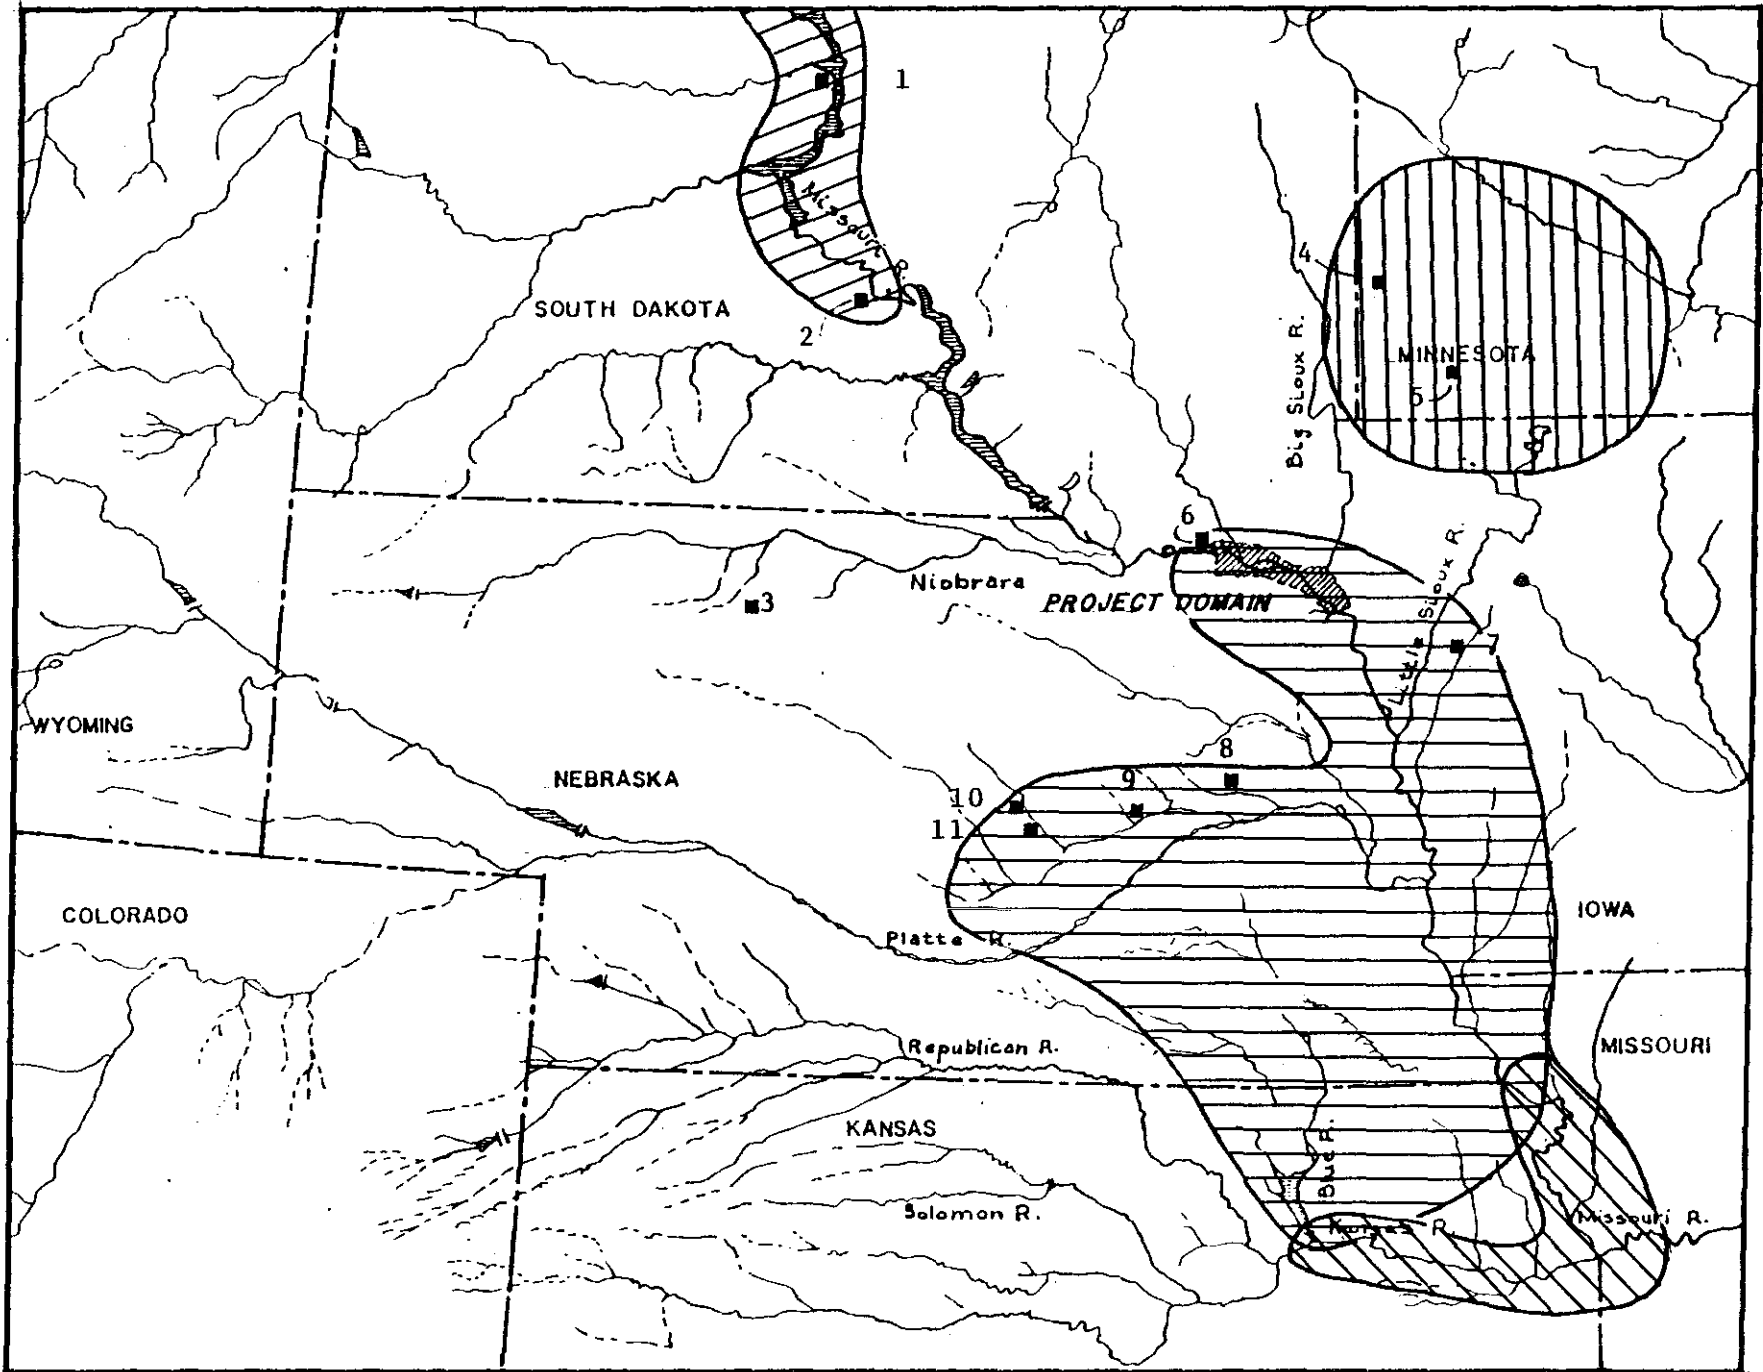 1
Missouri R.
4
SOUTH DAKOTA
2
Big Sioux R.
MINNESOTA
5
6
Niobrara
PROJECT DOMAIN
3
Little Sioux R.
7
WYOMING
NEBRASKA
8
9
10
11
COLORADO
IOWA
Platte R.
Republican R.
MISSOURI
KANSAS
Blue R.
Solomon R.
Kansas R.
Missouri R.